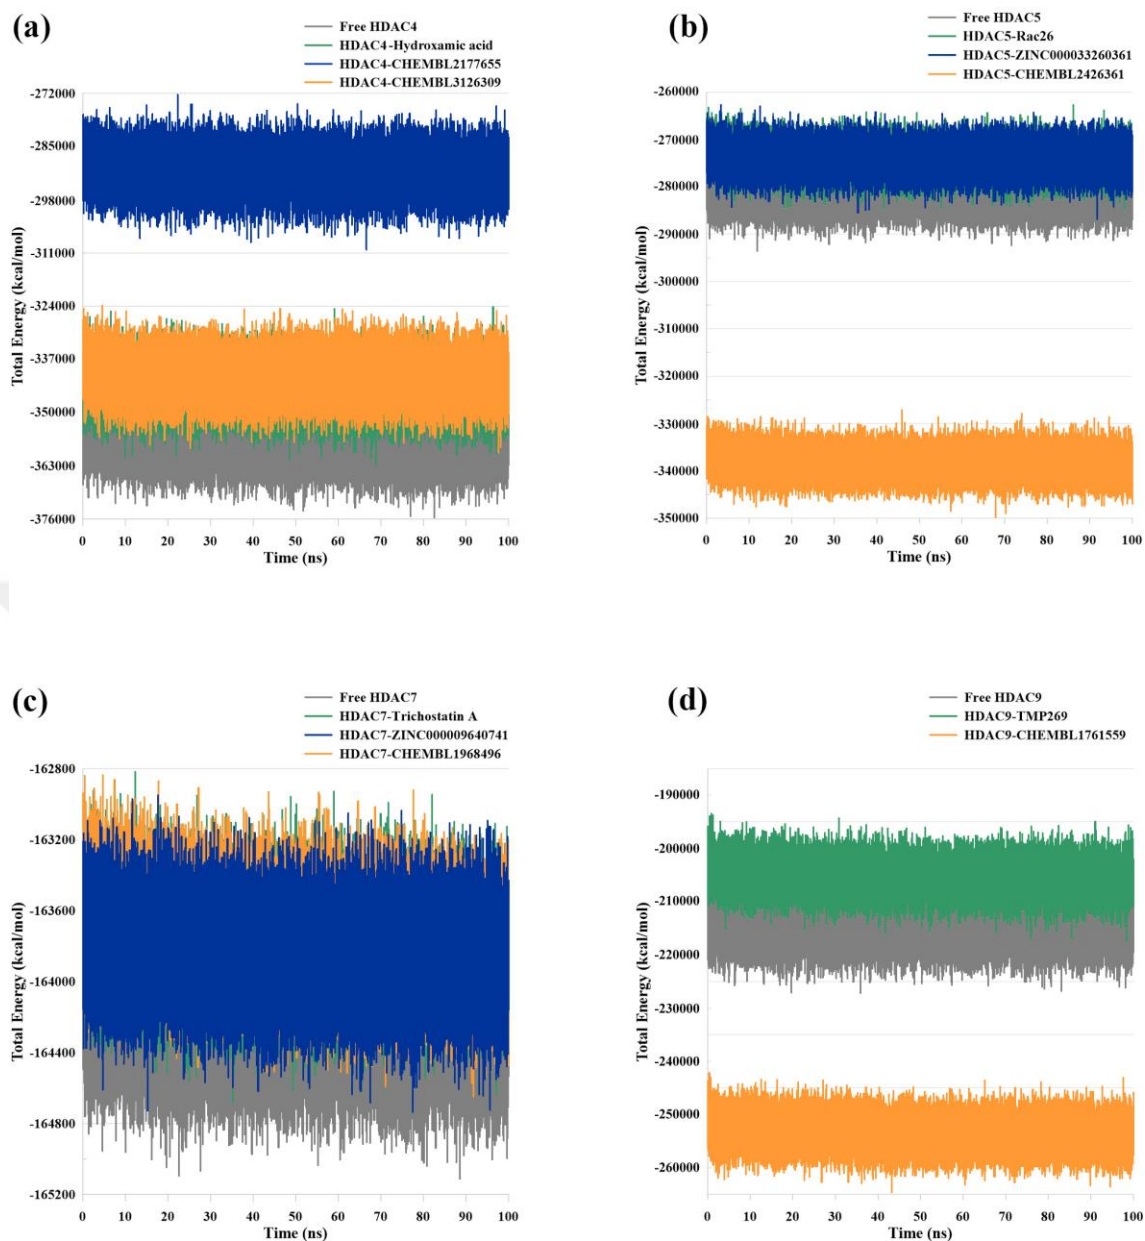 (a)
Free HDAC4
HDAC4-Hydroxamic acid
HDAC4-CHEMBL2177655
HDAC4-CHEMBL3126309
Total Energy (kcal/mol)
-272000
-285000
-298000
-311000
-324000
-337000
-350000
-363000
-376000
0 10 20 30 40 50 60 70 80 90 100
Time (ns)
(b)
Free HDAC5
HDAC5-Rac26
HDAC5-ZINC000033260361
HDAC5-CHEMBL2426361
Total Energy (kcal/mol)
-260000
-270000
-280000
-290000
-300000
-310000
-320000
-330000
-340000
-350000
0 10 20 30 40 50 60 70 80 90 100
Time (ns)
(c)
Free HDAC7
HDAC7-Trichostatin A
HDAC7-ZINC000009640741
HDAC7-CHEMBL1968496
Total Energy (kcal/mol)
-162800
-163200
-163600
-164000
-164400
-164800
-165200
0 10 20 30 40 50 60 70 80 90 100
Time (ns)
(d)
Free HDAC9
HDAC9-TMP269
HDAC9-CHEMBL1761559
Total Energy (kcal/mol)
-190000
-200000
-210000
-220000
-230000
-240000
-250000
-260000
0 10 20 30 40 50 60 70 80 90 100
Time (ns)